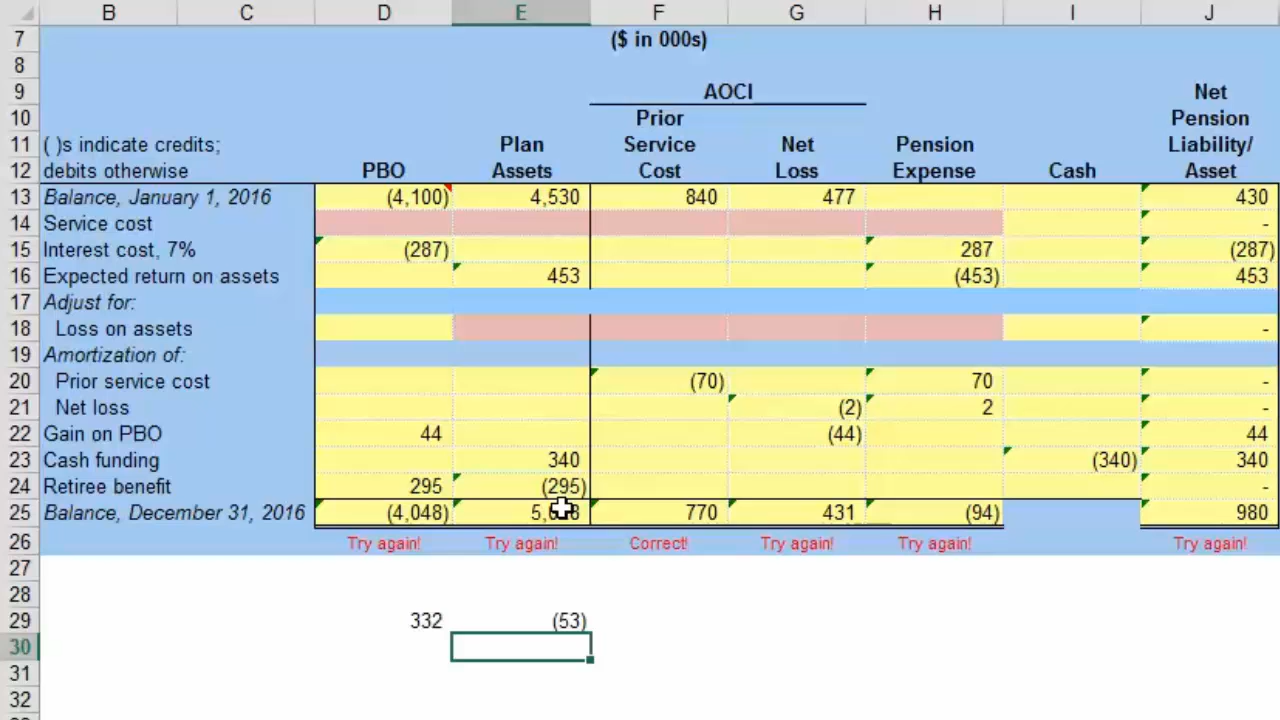 B C D E F G H I J
7 ($ in 000s)
8
9 AOCI Net
10 Prior Pension
11 ( )s indicate credits; Plan Service Net Pension Liability/
12 debits otherwise PBO Assets Cost Loss Expense Cash Asset
13 Balance, January 1, 2016 (4,100) 4,530 840 477 430
14 Service cost -
15 Interest cost, 7% (287) 287 (287)
16 Expected return on assets 453 (453) 453
17 Adjust for:
18 Loss on assets -
19 Amortization of:
20 Prior service cost (70) 70 -
21 Net loss (2) 2 -
22 Gain on PBO 44 (44) 44
23 Cash funding 340 (340) 340
24 Retiree benefit 295 (295) -
25 Balance, December 31, 2016 (4,048) 770 431 (94) 980
26 Try again! Try again! Correct! Try again! Try again! Try again!
27
28
29 332 (53)
30
31
32